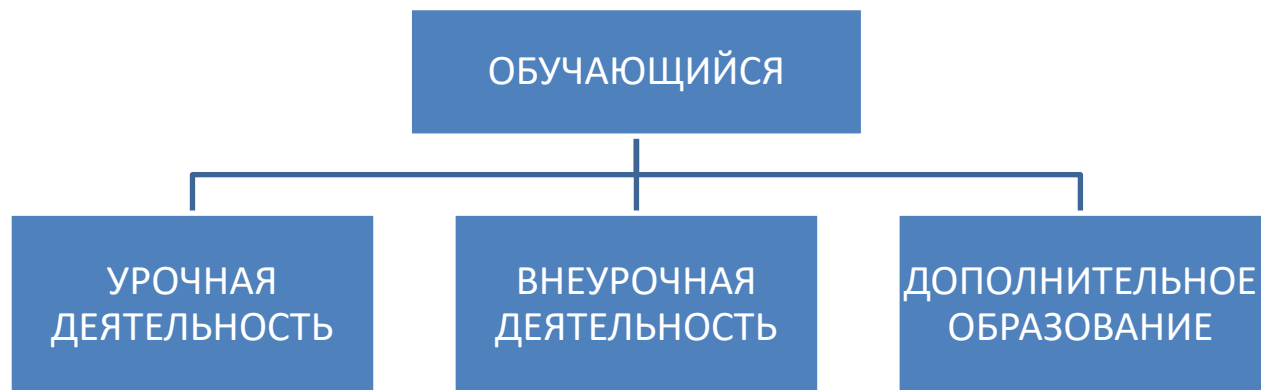 ОБУЧАЮЩИЙСЯ
УРОЧНАЯ
ДЕЯТЕЛЬНОСТЬ
ВНЕУРОЧНАЯ
ДЕЯТЕЛЬНОСТЬ
ДОПОЛНИТЕЛЬНОЕ
ОБРАЗОВАНИЕ